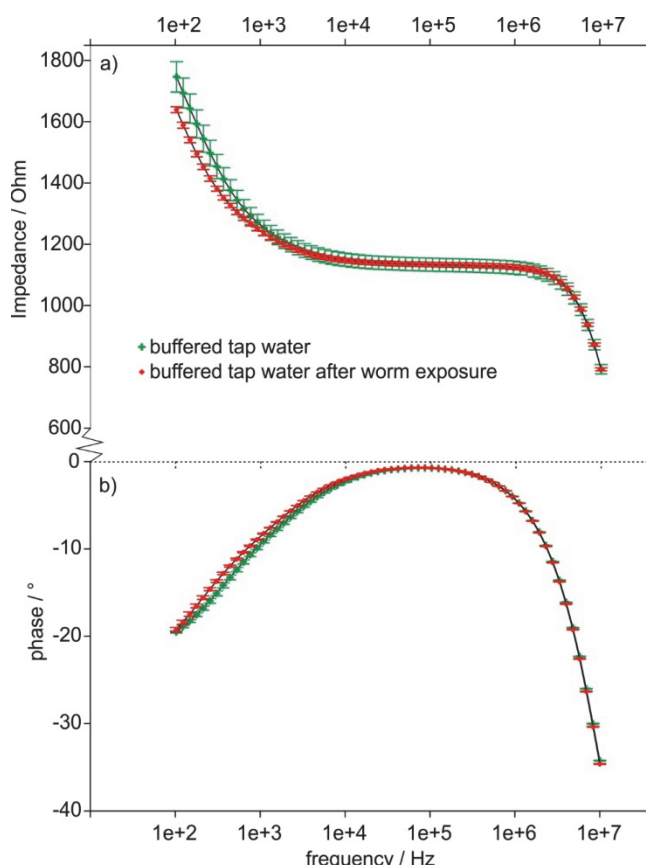 1e+2 1e+3 1e+4 1e+5 1e+6 1e+7
a)
1800
1600
1400
1200
1000
800
600
Impedance / Ohm
buffered tap water
buffered tap water after worm exposure
b)
0
-10
-20
-30
-40
phase / °
1e+2 1e+3 1e+4 1e+5 1e+6 1e+7
frequency / Hz